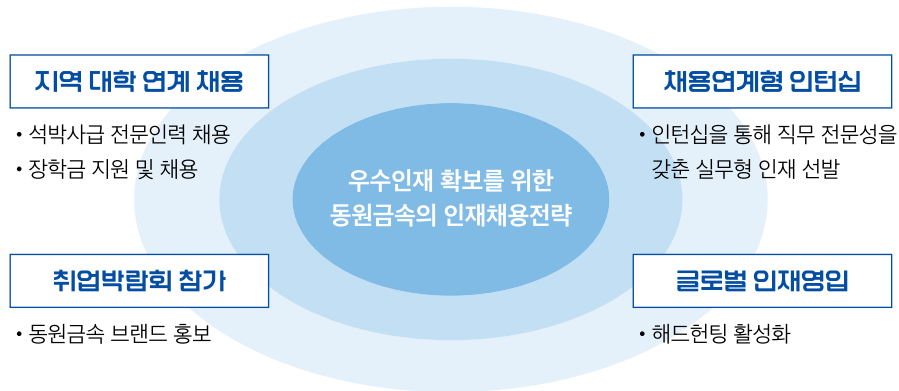 지역 대학 연계 채용
• 석박사급 전문인력 채용
• 장학금 지원 및 채용
채용연계형 인턴십
• 인턴십을 통해 직무 전문성을
갖춘 실무형 인재 선발
우수인재 확보를 위한
동원금속의 인재채용전략
취업박람회 참가
• 동원금속 브랜드 홍보
글로벌 인재영입
• 해드헌팅 활성화